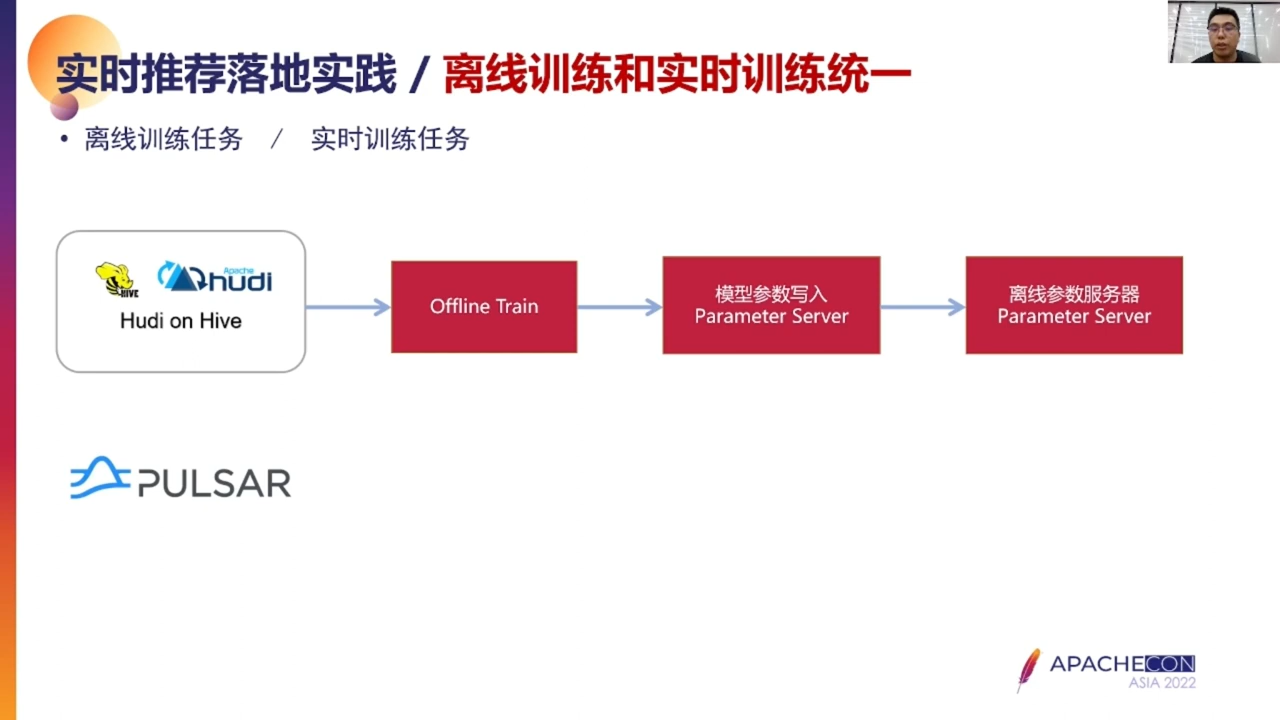 实时推荐落地实践 / 离线训练和实时训练统一
• 离线训练任务 / 实时训练任务
HIVE
Apache
hudi
Hudi on Hive
Offline Train
模型参数写入
Parameter Server
离线参数服务器
Parameter Server
PULSAR
APACHECON
ASIA 2022